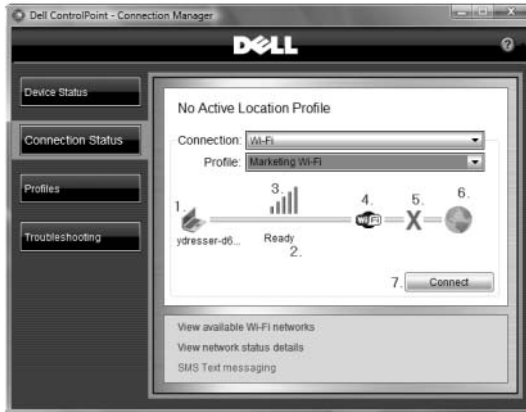 Dell ControlPoint - Connection Manager
DELL
?
Device Status
Connection Status
Profiles
Troubleshooting
No Active Location Profile
Connection: Wi-Fi
Profile: Marketing Wi-Fi
1.
3.
4.
5.
6.
Wi Fi
X
ydresser-d6...
Ready
2.
7.
Connect
View available Wi-Fi networks
View network status details
SMS Text messaging